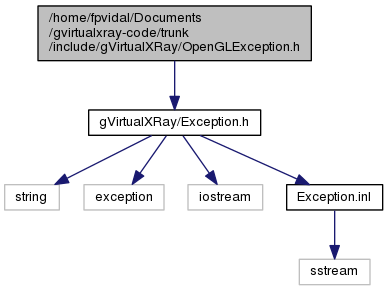 /home/fpvidal/Documents
/gvirtualxray-code/trunk
/include/gVirtualXRay/OpenGLException.h
gVirtualXRay/Exception.h
string
exception
iostream
Exception.inl
sstream